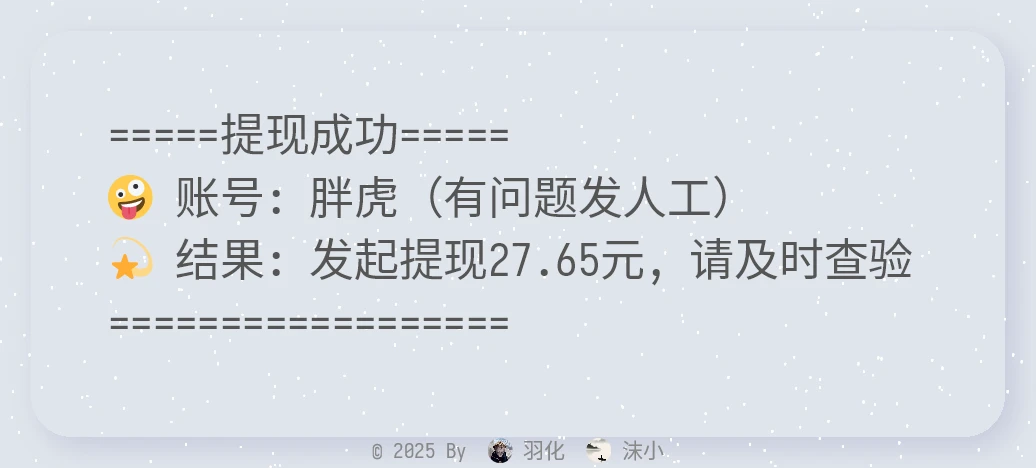 =====提现成功=====
🤪 账号：胖虎（有问题发人工）
💫 结果：发起提现27.65元，请及时查验
==================
© 2025 By 羽化 沫小